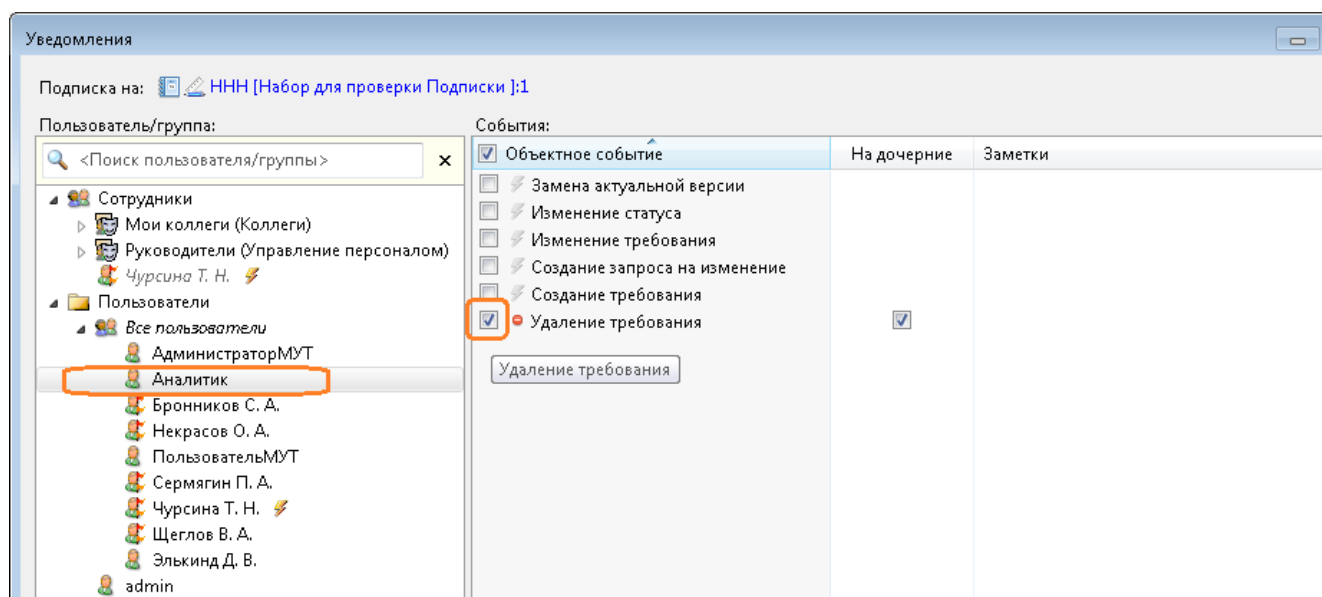 Уведомления
Подписка на: ННН [Набор для проверки Подписки ]:1
Пользователь/группа:
<Поиск пользователя/группы>
Сотрудники
Мои коллеги (Коллеги)
Руководители (Управление персоналом)
Чурсина Т. Н.
Пользователи
Все пользователи
АдминистраторМУТ
Аналитик
Бронников С. А.
Некрасов О. А.
ПользовательМУТ
Сермягин П. А.
Чурсина Т. Н.
Щеглов В. А.
Элькинд Д. В.
admin
События:
Объектное событие На дочерние Заметки
Замена актуальной версии
Изменение статуса
Изменение требования
Создание запроса на изменение
Создание требования
Удаление требования
Удаление требования